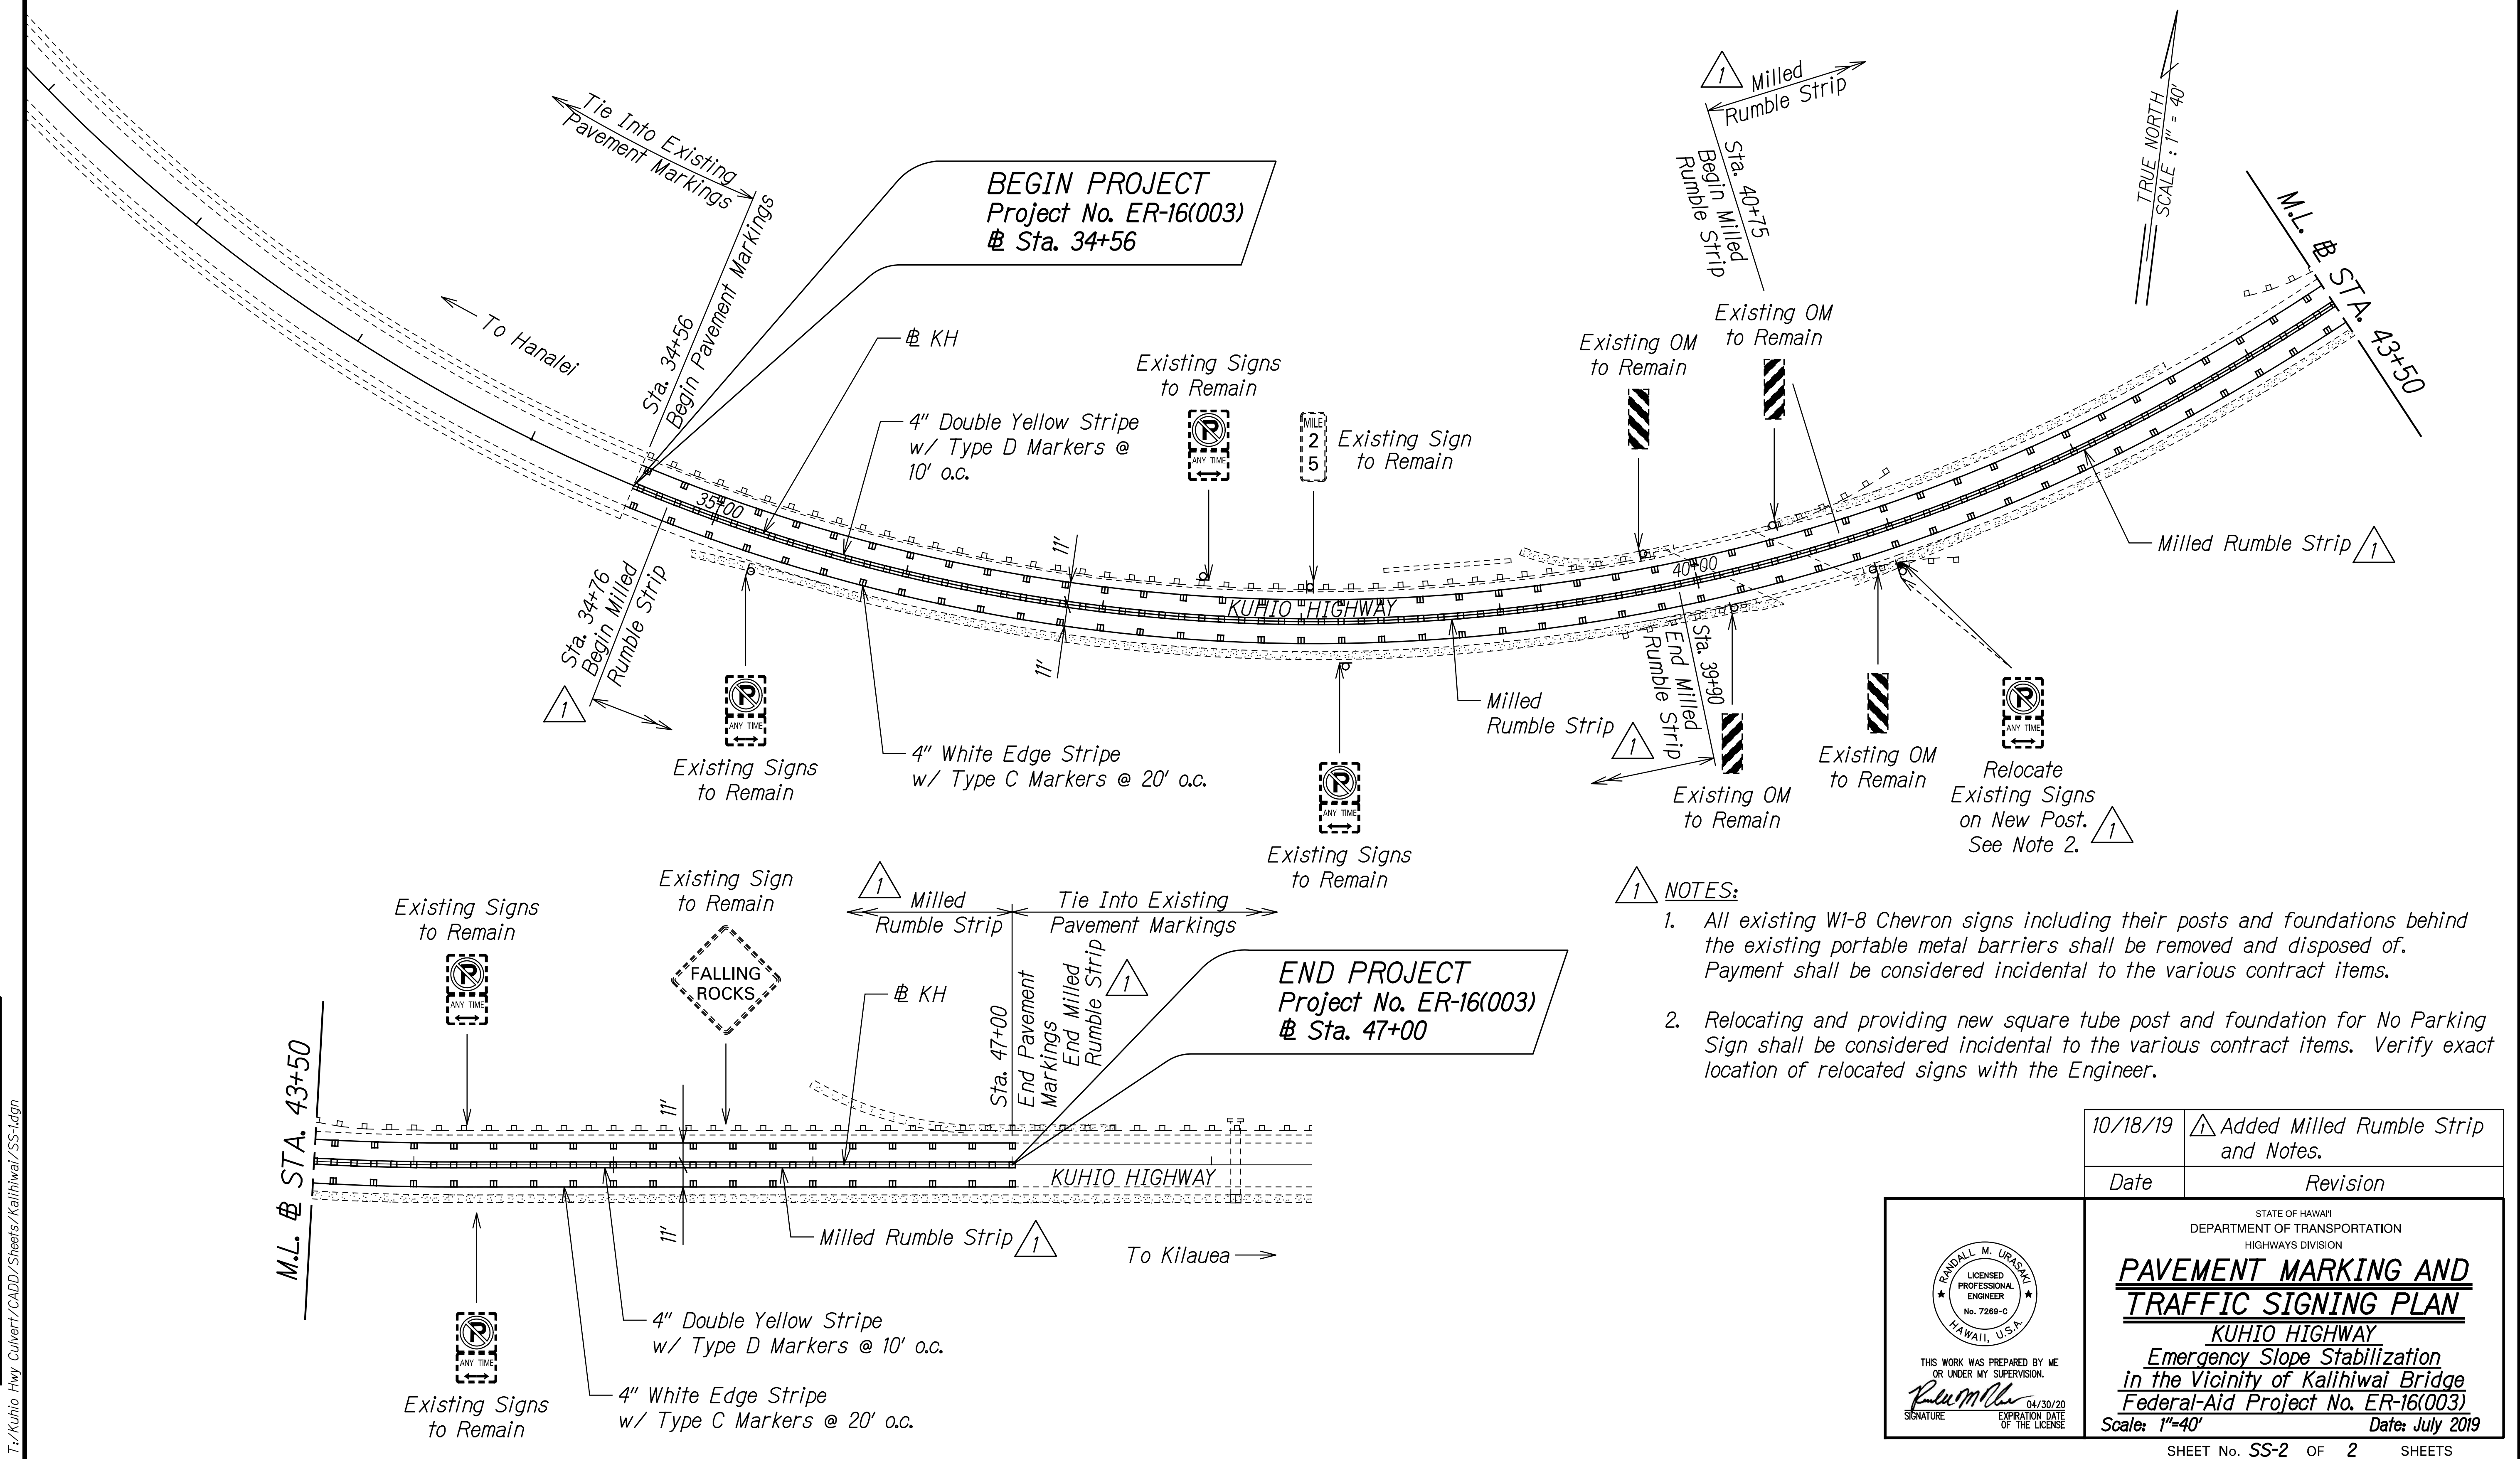 Tie Into Existing
Pavement Markings
To Hanalei
Sta. 34+56
Begin Pavement Markings
BEGIN PROJECT
Project No. ER-16(003)
Sta. 34+56
KH
4" Double Yellow Stripe
w/ Type D Markers @
10' o.c.
Existing Signs
to Remain
P
ANY TIME
MILE
2
5
Existing Sign
to Remain
1
Milled
Rumble Strip
Sta. 40+75
Begin Milled
Rumble Strip
Existing OM
to Remain
Existing OM
to Remain
TRUE NORTH
SCALE : 1" = 40'
M.L. BL STA. 43+50
35+00
11'
11'
KUHIO HIGHWAY
40+00
Milled Rumble Strip
1
Sta. 34+76
Begin Milled
Rumble Strip
1
P
ANY TIME
Existing Signs
to Remain
4" White Edge Stripe
w/ Type C Markers @ 20' o.c.
P
ANY TIME
Existing Signs
to Remain
Milled
Rumble Strip
1
Sta. 39+90
End Milled
Rumble Strip
Existing OM
to Remain
Existing OM
to Remain
P
ANY TIME
Relocate
Existing Signs
on New Post.
See Note 2.
1
Existing Signs
to Remain
P
ANY TIME
Existing Sign
to Remain
FALLING
ROCKS
1
Milled
Rumble Strip
Tie Into Existing
Pavement Markings
KH
Sta. 47+00
End Pavement
Markings
End Milled
Rumble Strip
1
END PROJECT
Project No. ER-16(003)
BL Sta. 47+00
M.L. BL STA. 43+50
11'
11'
KUHIO HIGHWAY
Milled Rumble Strip
1
To Kilauea
P
ANY TIME
Existing Signs
to Remain
4" Double Yellow Stripe
w/ Type D Markers @ 10' o.c.
4" White Edge Stripe
w/ Type C Markers @ 20' o.c.
1
NOTES:
1. All existing W1-8 Chevron signs including their posts and foundations behind
the existing portable metal barriers shall be removed and disposed of.
Payment shall be considered incidental to the various contract items.
2. Relocating and providing new square tube post and foundation for No Parking
Sign shall be considered incidental to the various contract items. Verify exact
location of relocated signs with the Engineer.
10/18/19
1 Added Milled Rumble Strip
and Notes.
Date
Revision
RANDALL M. URASAKI
LICENSED
PROFESSIONAL
ENGINEER
No. 7269-C
HAWAII, U.S.A.
THIS WORK WAS PREPARED BY ME
OR UNDER MY SUPERVISION.
04/30/20
SIGNATURE
EXPIRATION DATE
OF THE LICENSE
STATE OF HAWAI'I
DEPARTMENT OF TRANSPORTATION
HIGHWAYS DIVISION
PAVEMENT MARKING AND
TRAFFIC SIGNING PLAN
KUHIO HIGHWAY
Emergency Slope Stabilization
in the Vicinity of Kalihiwai Bridge
Federal-Aid Project No. ER-16(003)
Scale: 1"=40' Date: July 2019
SHEET No. SS-2 OF 2 SHEETS
T:/Kuhio Hwy Culvert/CADD/Sheets/Kalihiwai/SS-1.dgn